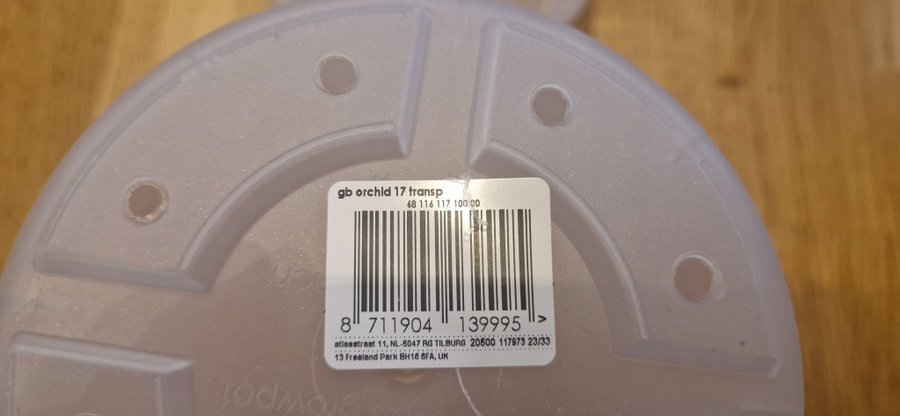 gb orchid 17 transp
68 116 117 100 00
8 711904 139995 >
atlasstraat 11, NL-5047 RG TILBURG 20500 117973 23/33
13 Freeland Park BH16 6FA, UK